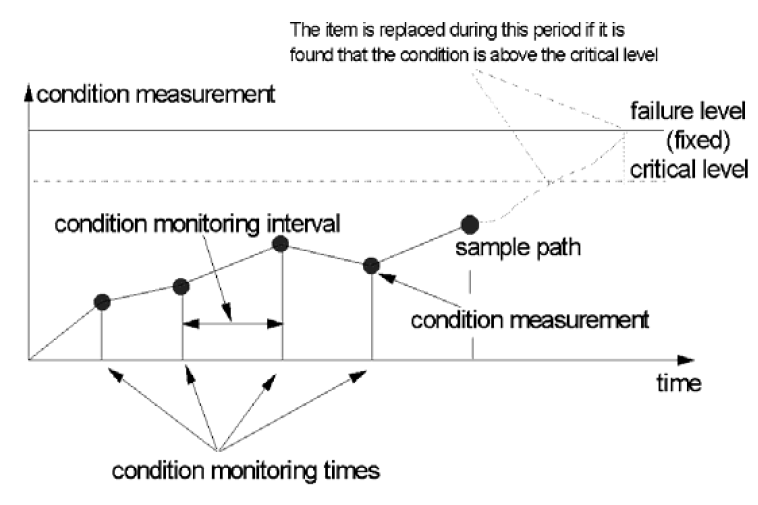 The item is replaced during this period if it is
found that the condition is above the critical level
condition measurement
failure level
(fixed)
critical level
condition monitoring interval
sample path
condition measurement
time
condition monitoring times